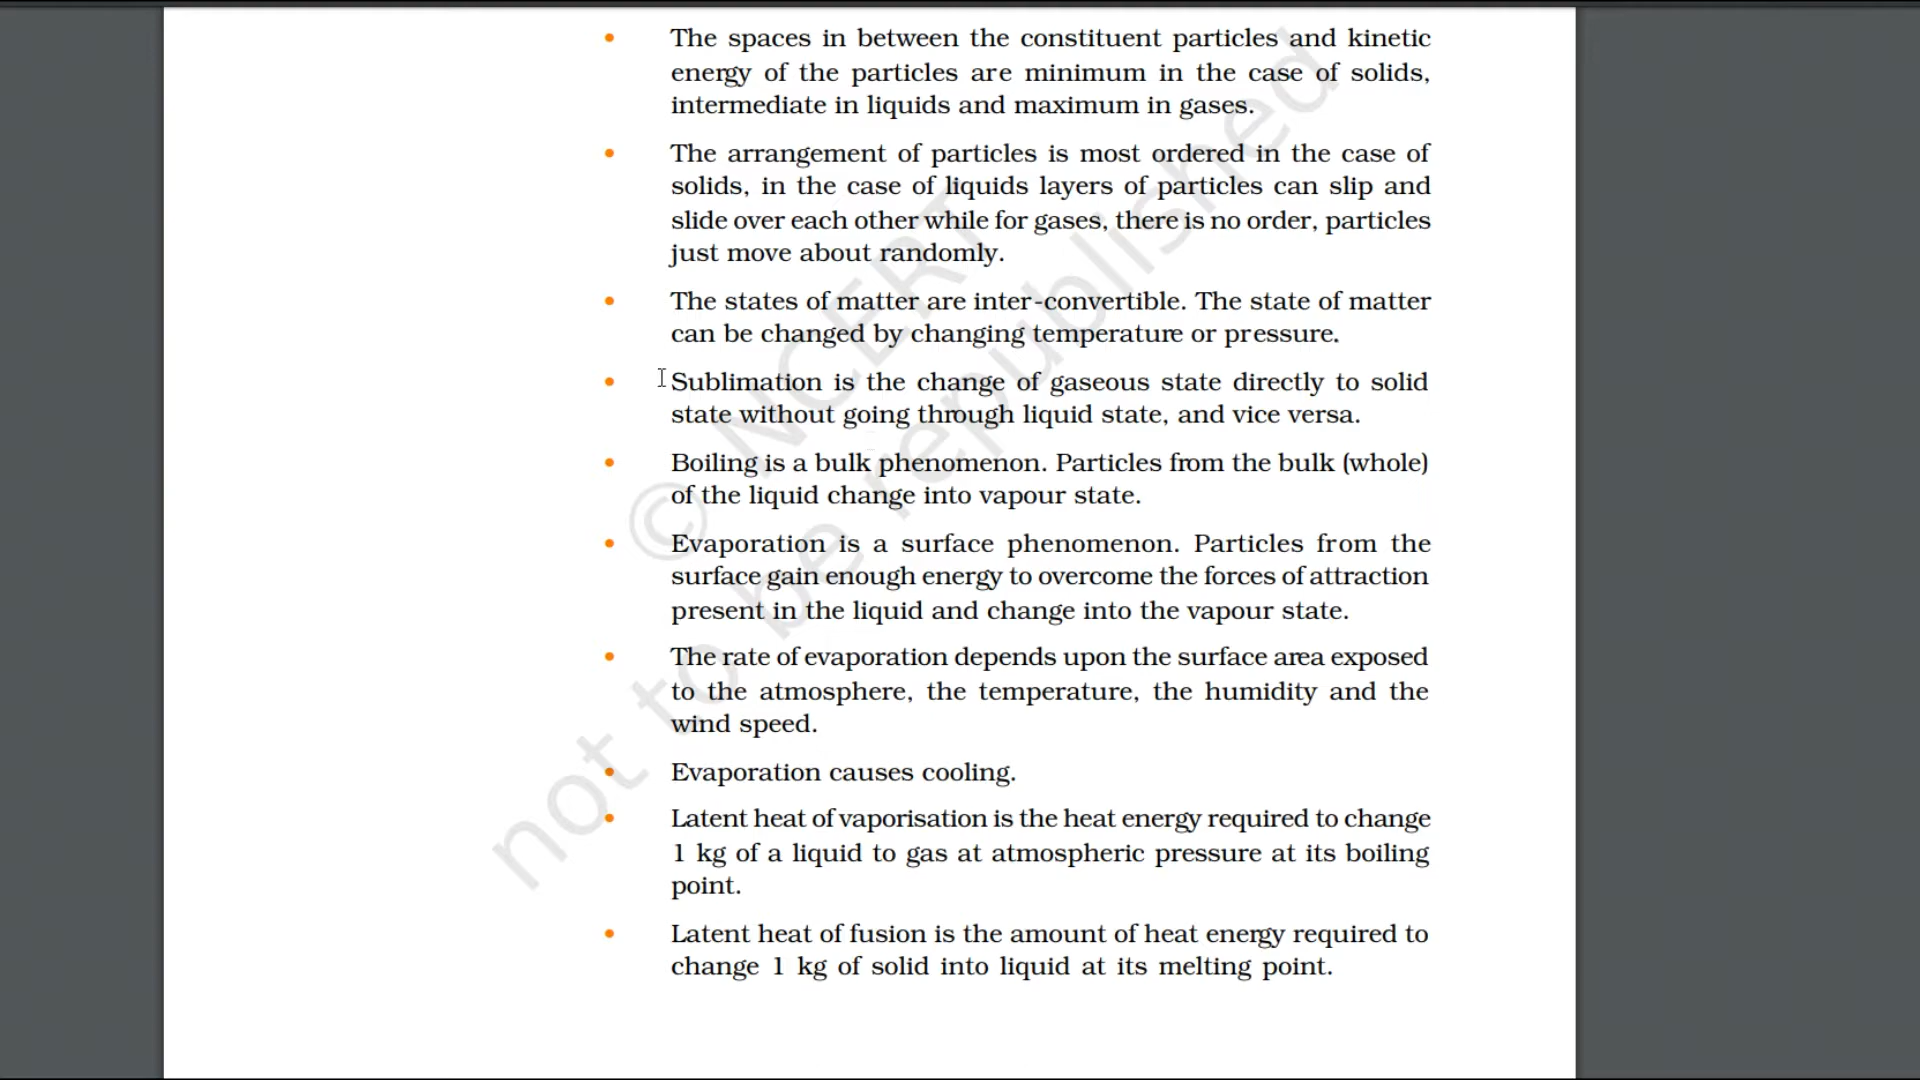 • The spaces in between the constituent particles and kinetic
energy of the particles are minimum in the case of solids,
intermediate in liquids and maximum in gases.
• The arrangement of particles is most ordered in the case of
solids, in the case of liquids layers of particles can slip and
slide over each other while for gases, there is no order, particles
just move about randomly.
• The states of matter are inter-convertible. The state of matter
can be changed by changing temperature or pressure.
• Sublimation is the change of gaseous state directly to solid
state without going through liquid state, and vice versa.
• Boiling is a bulk phenomenon. Particles from the bulk (whole)
of the liquid change into vapour state.
• Evaporation is a surface phenomenon. Particles from the
surface gain enough energy to overcome the forces of attraction
present in the liquid and change into the vapour state.
• The rate of evaporation depends upon the surface area exposed
to the atmosphere, the temperature, the humidity and the
wind speed.
• Evaporation causes cooling.
• Latent heat of vaporisation is the heat energy required to change
1 kg of a liquid to gas at atmospheric pressure at its boiling
point.
• Latent heat of fusion is the amount of heat energy required to
change 1 kg of solid into liquid at its melting point.
© NCERT
not to be republished